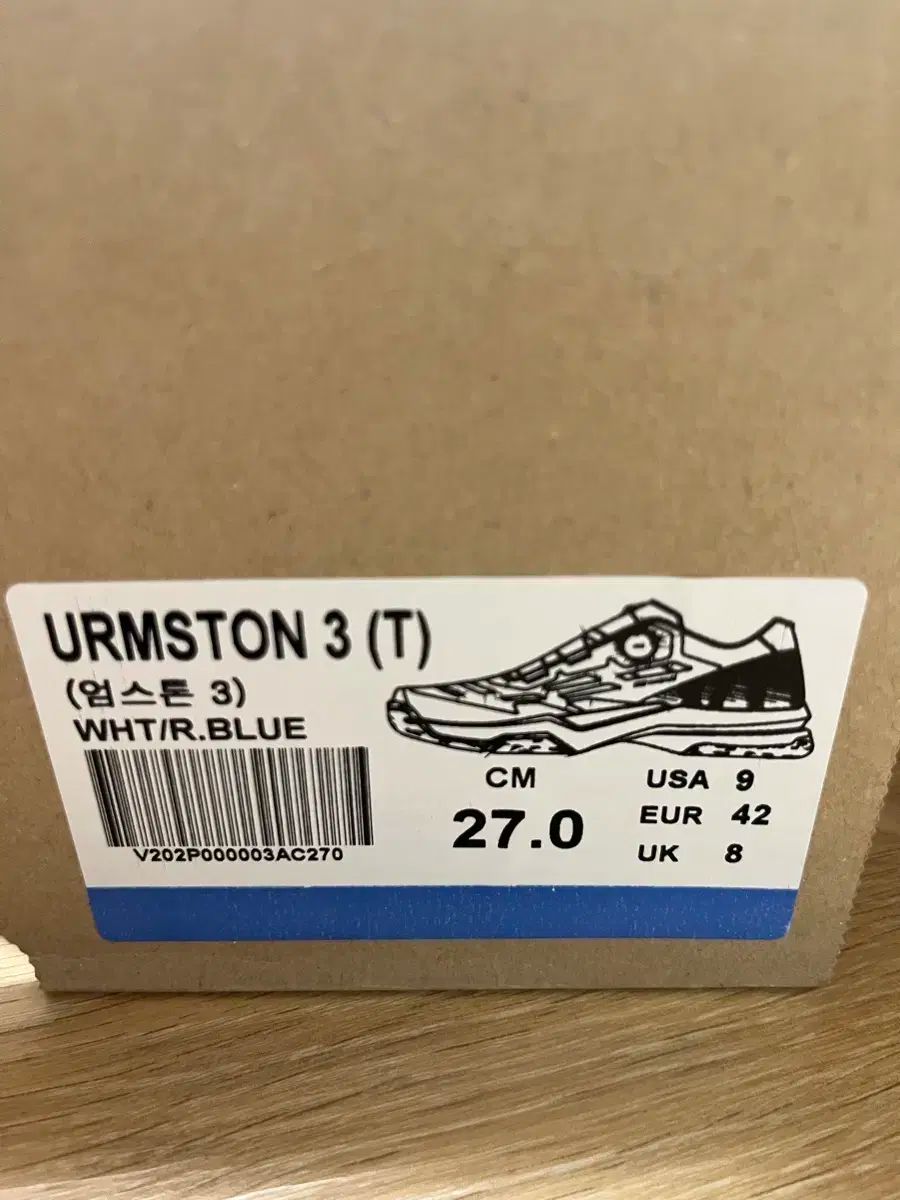 URMSTON 3 (T)
(엄스톤 3)
WHT/R.BLUE
V202P000003AC270
CM
27.0
USA 9
EUR 42
UK 8